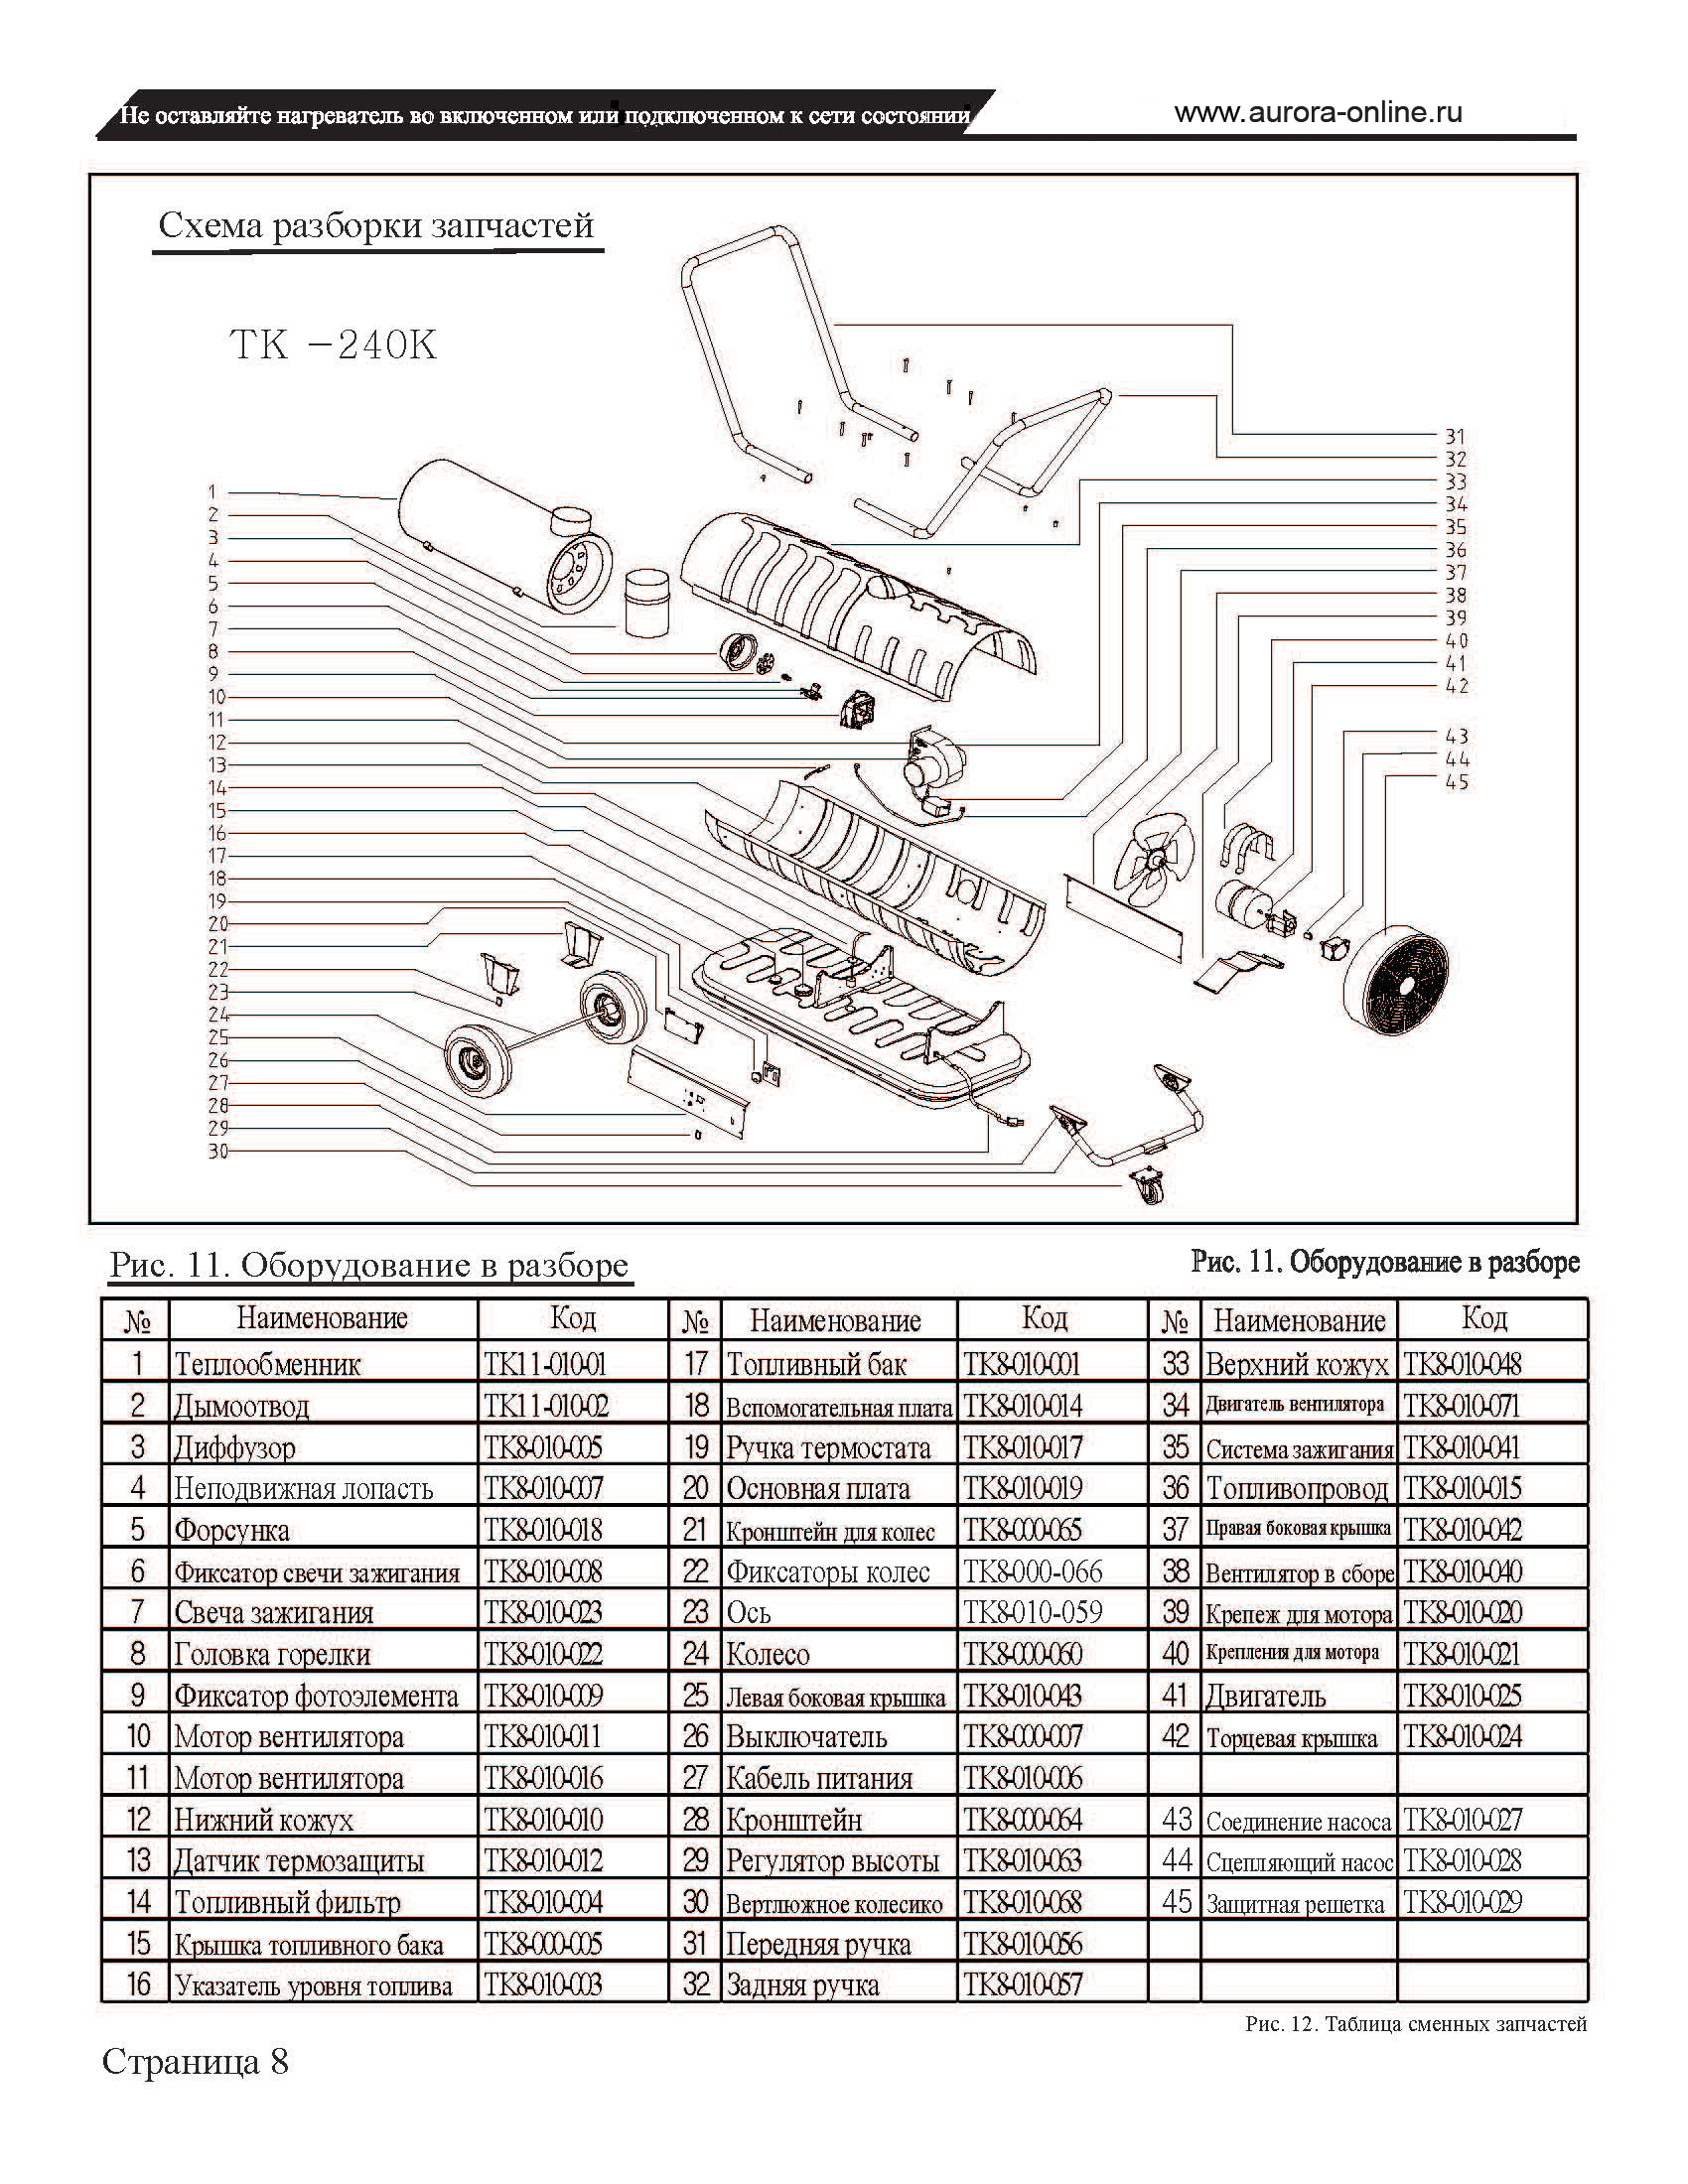 Не оставляйте нагреватель во включенном или подключенном к сети состоянии
www.aurora-online.ru
Схема разборки запчастей
TK -240K
1
2
3
4
5
6
7
8
9
10
11
12
13
14
15
16
17
18
19
20
21
22
23
24
25
26
27
28
29
30
31
32
33
34
35
36
37
38
39
40
41
42
43
44
45
Рис. 11. Оборудование в разборе
Рис. 11. Оборудование в разборе
№ Наименование Код № Наименование Код № Наименование Код
1 Теплообменник TK11-010-01 17 Топливный бак TK8-010-001 33 Верхний кожух TK8-010-048
2 Дымоотвод TK11-010-02 18 Вспомогательная плата TK8-010-014 34 Двигатель вентилятора TK8-010-071
3 Диффузор TK8-010-005 19 Ручка термостата TK8-010-017 35 Система зажигания TK8-010-041
4 Неподвижная лопасть TK8-010-007 20 Основная плата TK8-010-019 36 Топливопровод TK8-010-015
5 Форсунка TK8-010-018 21 Кронштейн для колес TK8-000-065 37 Правая боковая крышка TK8-010-042
6 Фиксатор свечи зажигания TK8-010-008 22 Фиксаторы колес TK8-000-066 38 Вентилятор в сборе TK8-010-040
7 Свеча зажигания TK8-010-023 23 Ось TK8-010-059 39 Крепеж для мотора TK8-010-020
8 Головка горелки TK8-010-022 24 Колесо TK8-000-060 40 Крепления для мотора TK8-010-021
9 Фиксатор фотоэлемента TK8-010-009 25 Левая боковая крышка TK8-010-043 41 Двигатель TK8-010-025
10 Мотор вентилятора TK8-010-011 26 Выключатель TK8-000-007 42 Торцевая крышка TK8-010-024
11 Мотор вентилятора TK8-010-016 27 Кабель питания TK8-010-006
12 Нижний кожух TK8-010-010 28 Кронштейн TK8-000-064 43 Соединение насоса TK8-010-027
13 Датчик термозащиты TK8-010-012 29 Регулятор высоты TK8-010-063 44 Сцепляющий насос TK8-010-028
14 Топливный фильтр TK8-010-004 30 Вертлюжное колесико TK8-010-068 45 Защитная решетка TK8-010-029
15 Крышка топливного бака TK8-000-005 31 Передняя ручка TK8-010-056
16 Указатель уровня топлива TK8-010-003 32 Задняя ручка TK8-010-057
Рис. 12. Таблица сменных запчастей
Страница 8